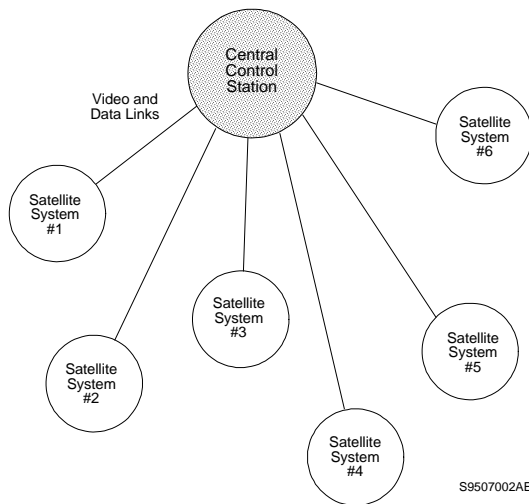 Central
Control
Station
Video and
Data Links
Satellite
System
#6
Satellite
System
#1
Satellite
System
#3
Satellite
System
#5
Satellite
System
#2
Satellite
System
#4
S9507002AE